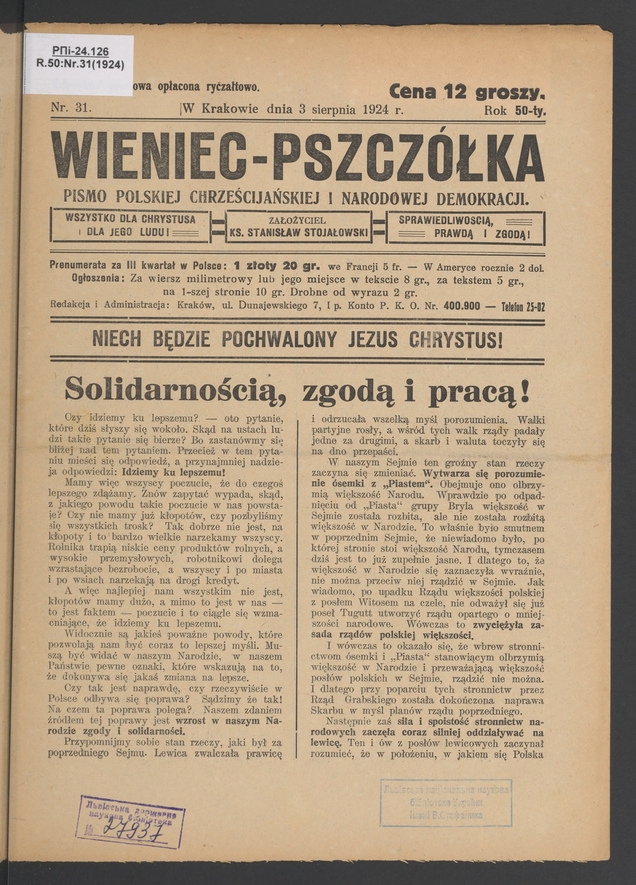 РПі-24.126
R.50:Nr.31(1924)
owa opłacona ryczałtowo.
Cena 12 groszy.
Nr. 31.
W Krakowie dnia 3 sierpnia 1924 r.
Rok 50-ty.
WIENIEC-PSZCZÓŁKA
PISMO POLSKIEJ CHRZEŚCIJAŃSKIEJ I NARODOWEJ DEMOKRACJI.
WSZYSTKO DLA CHRYSTUSA
I DLA JEGO LUDU!
ZAŁOŻYCIEL
KS. STANISŁAW STOJAŁOWSKI
SPRAWIEDLIWOŚCIĄ,
PRAWDĄ I ZGODĄ!
Prenumerata za III kwartał w Polsce: 1 złoty 20 gr. we Francji 5 fr. — W Ameryce rocznie 2 dol.
Ogłoszenia: Za wiersz milimetrowy lub jego miejsce w tekscie 8 gr., za tekstem 5 gr.,
na 1-szej stronie 10 gr. Drobne od wyrazu 2 gr.
Redakcja i Administracja: Kraków, ul. Dunajewskiego 7, I p. Konto P. K. O. Nr. 400.900 — Telefon 25-02
NIECH BĘDZIE POCHWALONY JEZUS CHRYSTUS!
Solidarnością, zgodą i pracą!
Czy idziemy ku lepszemu? — oto pytanie,
które dziś słyszy się wokoło. Skąd na ustach lu-
dzi takie pytanie się bierze? Bo zastanówmy się
bliżej nad tem pytaniem. Przecież w tem pyta-
niu mieści się odpowiedź, a przynajmniej nadzie-
ja odpowiedzi: Idziemy ku lepszemu!
Mamy więc wszyscy poczucie, że do czegoś
lepszego zdążamy. Znów zapytać wypada, skąd,
z jakiego powodu takie poczucie w nas powsta-
je? Czy nie mamy już kłopotów, czy pozbyliśmy
się wszystkich trosk? Tak dobrze nie jest, na
kłopoty i to bardzo wielkie narzekamy wszyscy.
Rolnika trapią niskie ceny produktów rolnych, a
wysokie przemysłowych, robotnikowi dolega
wzrastające bezrobocie, a wszyscy i po miasta
i po wsiach narzekają na drogi kredyt.
A więc najlepiej nam wszystkim nie jest,
kłopotów mamy dużo, a mimo to jest w nas —
to jest faktem — poczucie i to ciągle się wzma-
cniające, że idziemy ku lepszemu.
Widocznie są jakieś poważne powody, które
pozwolają nam być coraz to lepszej myśli. Mu-
szą być widać w naszym Narodzie, w naszem
Państwie pewne oznaki, które wskazują na to,
że dokonywa się jakaś zmiana na lepsze.
Czy tak jest naprawdę, czy rzeczywiście w
Polsce odbywa się poprawa? Sądzimy że tak!
Na czem ta poprawa polega? Naszem zdaniem
źródłem tej poprawy jest wzrost w naszym Na-
rodzie zgody i solidarności.
Przypomnijmy sobie stan rzeczy, jaki był za
poprzedniego Sejmu. Lewica zwalczała prawicę
i odrzucała wszelką myśl porozumienia. Walki
partyjne rosły, a wśród tych walk rządy padały
jedne za drugimi, a skarb i waluta toczyły się
na dno przepaści.
W naszym Sejmie ten groźny stan rzeczy
zaczyna się zmieniać. Wytwarza się porozumie-
nie ósemki z „Piastem". Obejmuje ono olbrzy-
mią większość Narodu. Wprawdzie po odpad-
nięciu od „Piasta" grupy Bryla większość w
Sejmie została rozbita, ale nie została rozbitą
większość w Narodzie. To właśnie było smutnem
w poprzednim Sejmie, że niewiadomo było, po
której stronie stoi większość Narodu, tymczasem
dziś jest to już zupełnie jasne. I dlatego to, że
większość w Narodzie się zaznaczyła wyraźnie,
nie można przeciw niej rządzić w Sejmie. Jak
wiadomo, po upadku Rządu większości polskiej
z posłem Witosem na czele, nie odważył się już
poseł Tugutt utworzyć rządu opartego o mniej-
szości narodowe. Wówczas to zwyciężyła za-
sada rządów polskiej większości.
I wówczas to okazało się, że wbrew stronni-
ctwom ósemki i „Piasta" stanowiącym olbrzymią
większość w Narodzie i przeważającą większość
posłów polskich w Sejmie, rządzić nie można.
I dlatego przy poparciu tych stronnictw przez
Rząd Grabskiego została dokończona naprawa
Skarbu w myśl planów rządu poprzedniego.
Następnie zaś siła i spoistość stronnictw na-
rodowych zaczęła coraz silniej oddziaływać na
lewicę. Ten i ów z posłów lewicowych zaczynał
rozumieć, że w położeniu, w jakiem się Polska
Львівська державна
наукова бібліотека
№ 27937